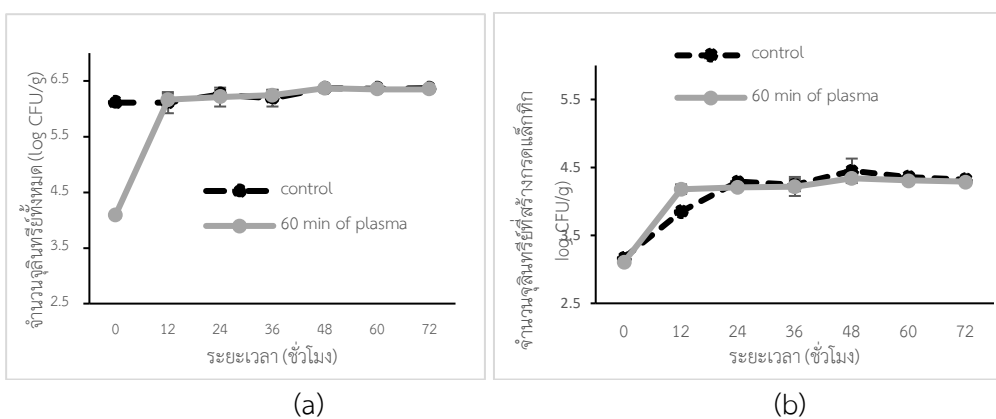 จำนวนจุลินทรีย์ทั้งหมด (log CFU/g)
6.5
5.5
4.5
3.5
2.5
control
60 min of plasma
0 12 24 36 48 60 72
ระยะเวลา (ชั่วโมง)
(a)
จำนวนจุลินทรีย์ที่สร้างกรดแล็กทิก
log CFU/g)
control
60 min of plasma
5.5
4.5
3.5
2.5
0 12 24 36 48 60 72
ระยะเวลา (ชั่วโมง)
(b)